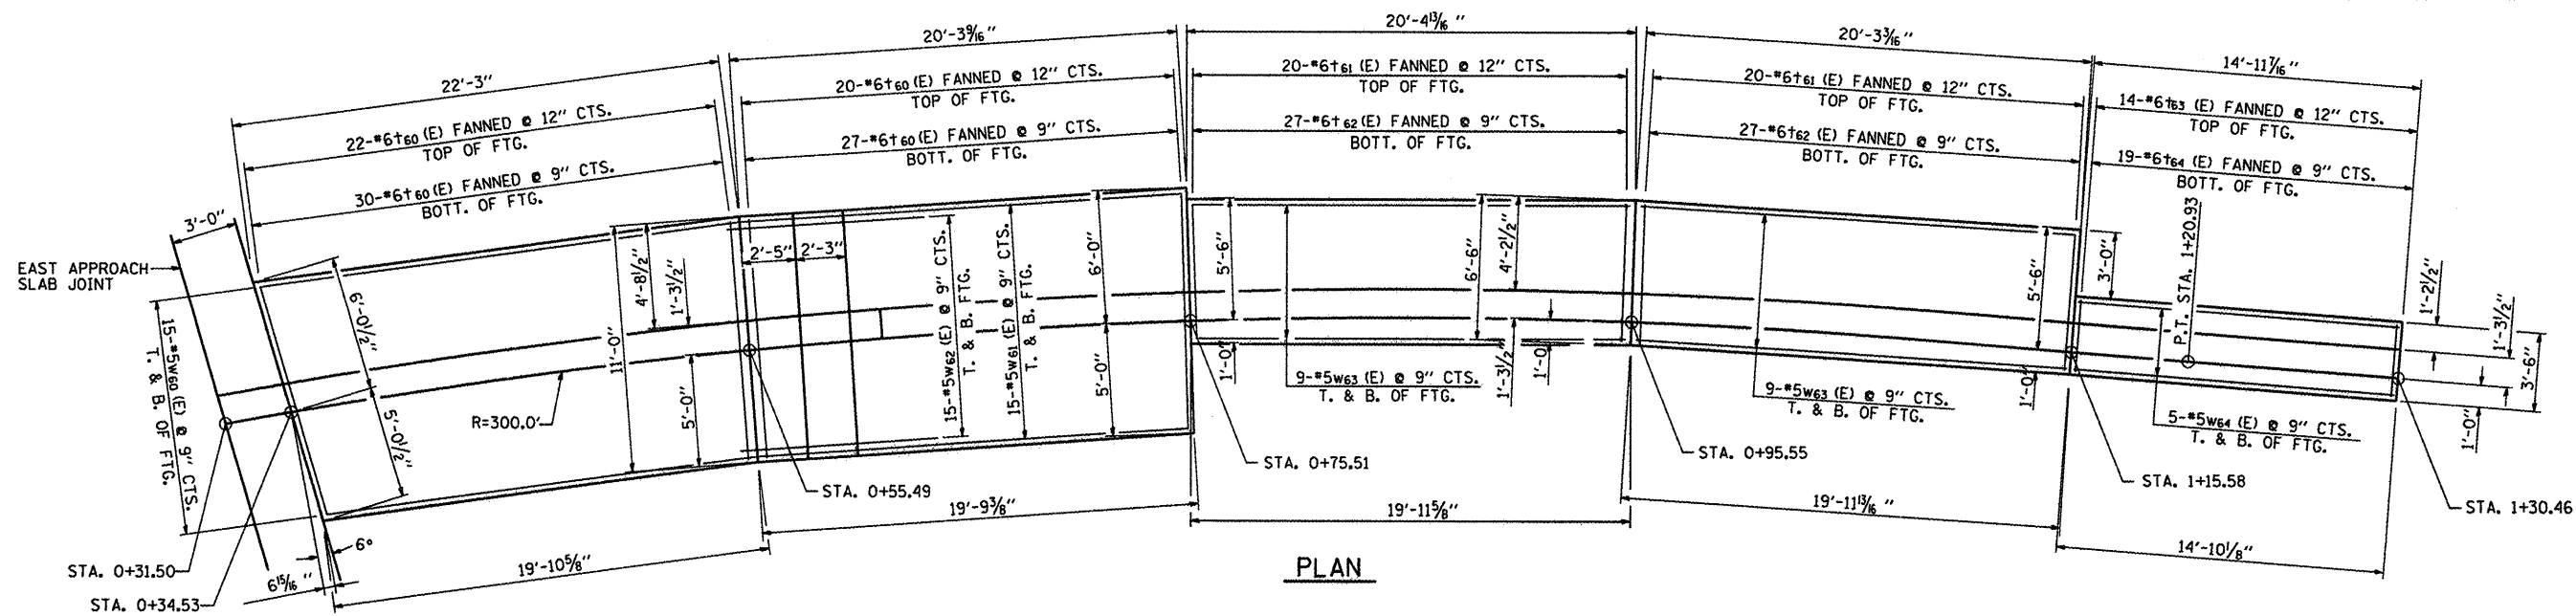 20'-3 9/16"
20'-4 13/16"
20'-3 3/16"
22'-3"
14'-11 7/16"
20-#6t60 (E) FANNED @ 12" CTS.
TOP OF FTG.
20-#6t61 (E) FANNED @ 12" CTS.
TOP OF FTG.
20-#6t61 (E) FANNED @ 12" CTS.
TOP OF FTG.
14-#6t63 (E) FANNED @ 12" CTS.
TOP OF FTG.
22-#6t60 (E) FANNED @ 12" CTS.
TOP OF FTG.
27-#6t60 (E) FANNED @ 9" CTS.
BOTT. OF FTG.
27-#6t62 (E) FANNED @ 9" CTS.
BOTT. OF FTG.
27-#6t62 (E) FANNED @ 9" CTS.
BOTT. OF FTG.
19-#6t64 (E) FANNED @ 9" CTS.
BOTT. OF FTG.
30-#6t60 (E) FANNED @ 9" CTS.
BOTT. OF FTG.
3'-0"
EAST APPROACH
SLAB JOINT
15-#5w60 (E) @ 9" CTS.
T. & B. OF FTG.
6'-0 1/2"
5'-0 1/2"
11'-0"
4'-8 1/2"
1'-3 1/2"
5'-0"
R=300.0'
2'-5"
2'-3"
15-#5w62 (E) @ 9" CTS.
T. & B. FTG.
15-#5w61 (E) @ 9" CTS.
T. & B. FTG.
6'-0"
5'-0"
5'-6"
1'-0"
6'-6"
4'-2 1/2"
1'-3 1/2"
1'-0"
9-#5w63 (E) @ 9" CTS.
T. & B. OF FTG.
9-#5w63 (E) @ 9" CTS.
T. & B. OF FTG.
5'-6"
1'-0"
3'-0"
P.T. STA. 1+20.93
1'-2 1/2"
1'-3 1/2"
3'-6"
1'-0"
5-#5w64 (E) @ 9" CTS.
T. & B. OF FTG.
STA. 0+31.50
STA. 0+34.53
6 15/16"
6°
STA. 0+55.49
STA. 0+75.51
STA. 0+95.55
STA. 1+15.58
STA. 1+30.46
19'-10 5/8"
19'-9 3/8"
19'-11 5/8"
19'-11 13/16"
14'-10 1/8"
PLAN